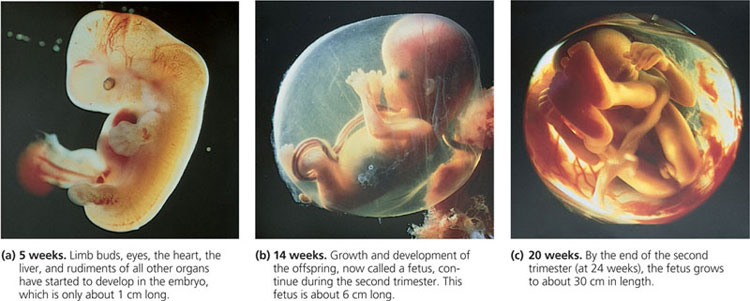 (a) 5 weeks. Limb buds, eyes, the heart, the
liver, and rudiments of all other organs
have started to develop in the embryo,
which is only about 1 cm long.
(b) 14 weeks. Growth and development of
the offspring, now called a fetus, con-
tinue during the second trimester. This
fetus is about 6 cm long.
(c) 20 weeks. By the end of the second
trimester (at 24 weeks), the fetus grows
to about 30 cm in length.